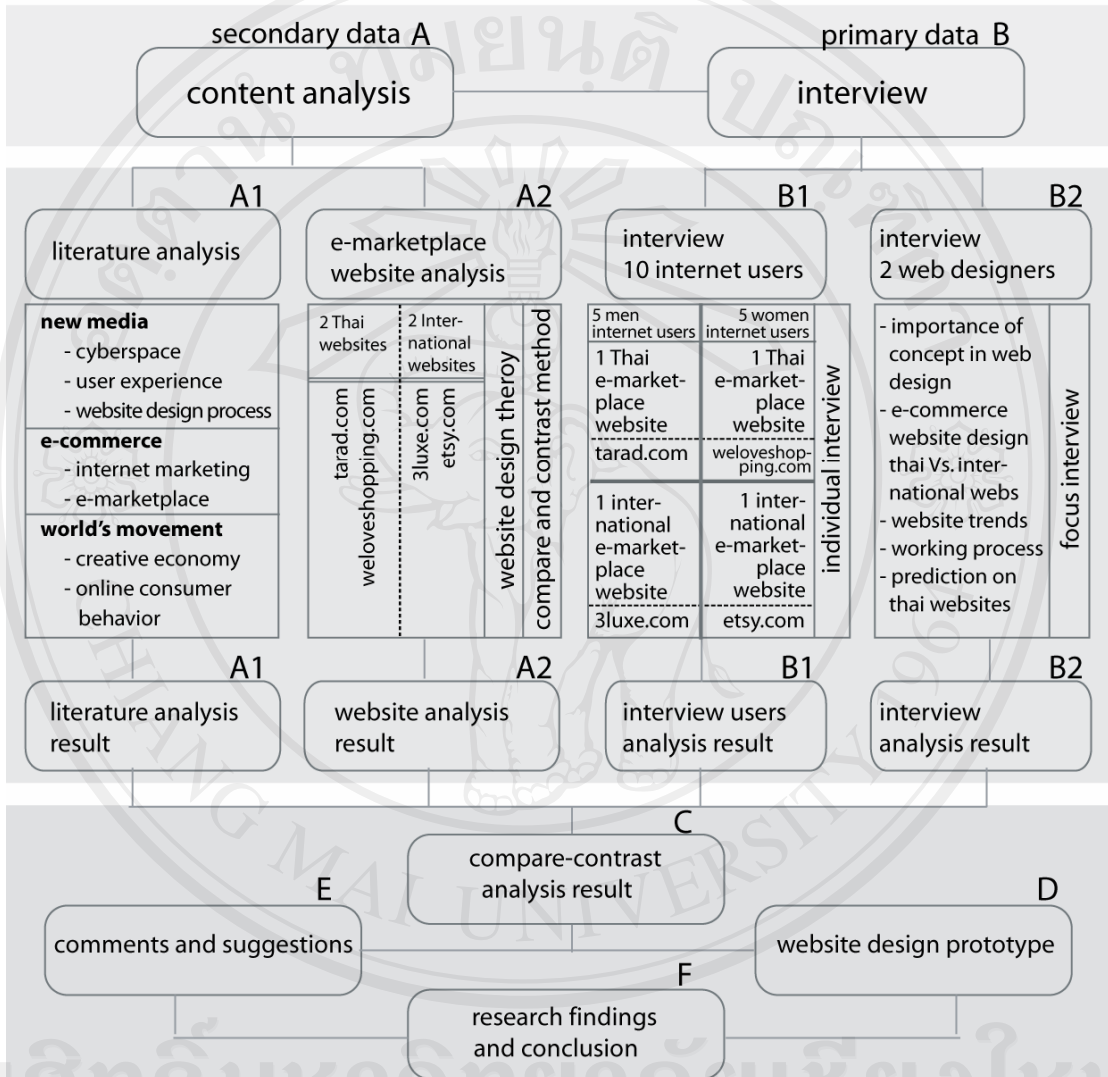 secondary data A
content analysis
primary data B
interview
A1
literature analysis
A2
e-marketplace
website analysis
B1
interview
10 internet users
B2
interview
2 web designers
new media
- cyberspace
- user experience
- website design process
e-commerce
- internet marketing
- e-marketplace
world's movement
- creative economy
- online consumer
behavior
2 Thai
websites
2 Inter-
national
websites
tarad.com
weloveshopping.com
3luxe.com
etsy.com
website design theroy
compare and contrast method
5 men
internet users
5 women
internet users
1 Thai
e-market-
place
website
tarad.com
1 Thai
e-market-
place
website
weloveshop-
ping.com
1 inter-
national
e-market-
place
website
3luxe.com
1 inter-
national
e-market-
place
website
etsy.com
individual interview
- importance of
concept in web
design
- e-commerce
website design
thai Vs. inter-
national webs
- website trends
- working process
- prediction on
thai websites
focus interview
A1
literature analysis
result
A2
website analysis
result
B1
interview users
analysis result
B2
interview
analysis result
C
compare-contrast
analysis result
E
comments and suggestions
D
website design prototype
F
research findings
and conclusion
CHIANG MAI UNIVERSITY 1964